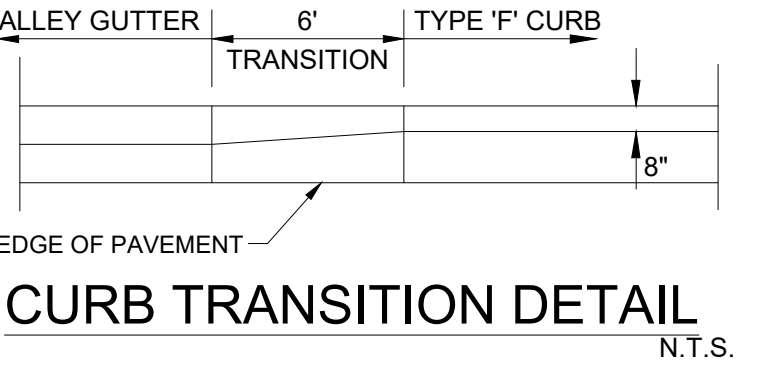 ALLEY GUTTER 6' TYPE 'F' CURB
TRANSITION
8"
EDGE OF PAVEMENT
CURB TRANSITION DETAIL
N.T.S.